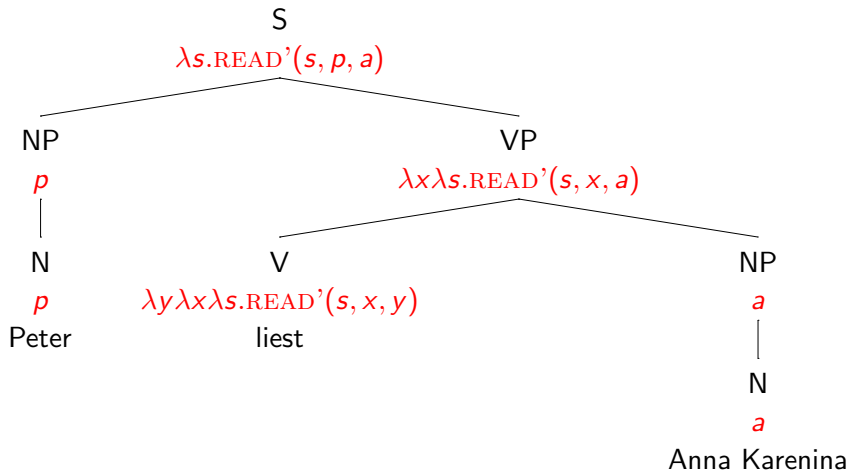 S
λs.READ’(s, p, a)
NP VP
p λxλs.READ’(s, x, a)
N V NP
p λyλxλs.READ’(s, x, y) a
Peter liest N
a
Anna Karenina